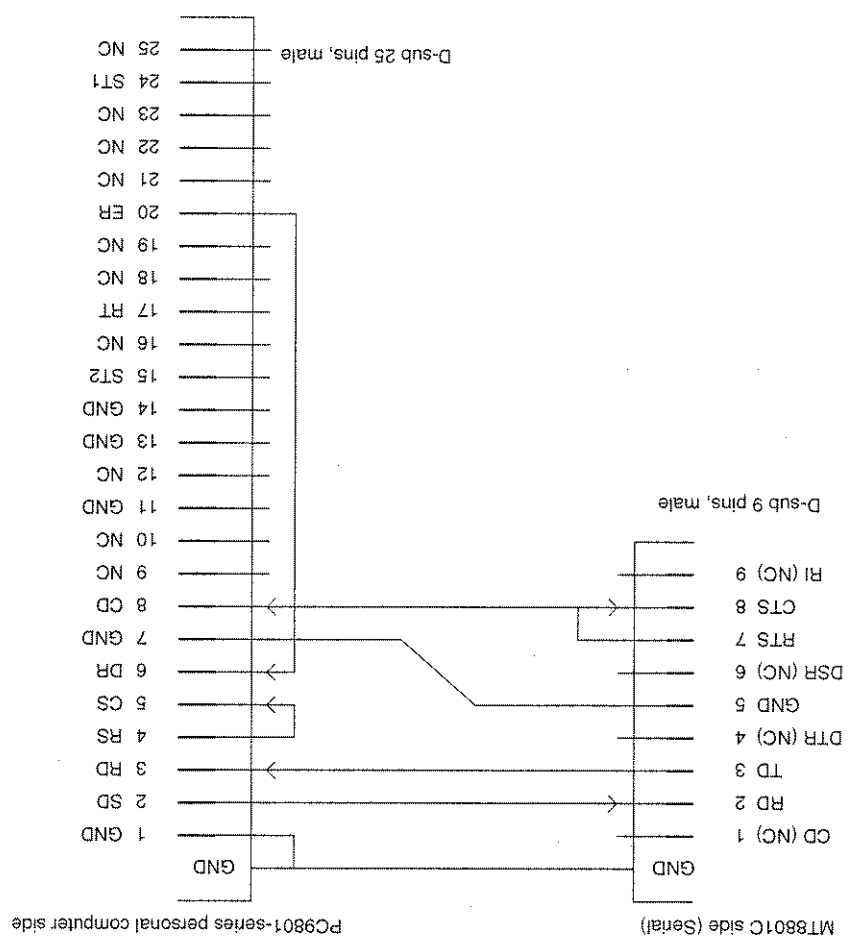 MT8801C side (Serial)
GND
CD (NC) 1
RD 2
TD 3
DTR (NC) 4
GND 5
DSR (NC) 6
RTS 7
CTS 8
RI (NC) 9
D-sub 9 pins, male
PC9801-series personal computer side
GND
1 GND
2 SD
3 RD
4 RS
5 CS
6 DR
7 GND
8 CD
9 NC
10 NC
11 GND
12 NC
13 GND
14 GND
15 ST2
16 NC
17 RT
18 NC
19 NC
20 ER
21 NC
22 NC
23 NC
24 ST1
25 NC
D-sub 25 pins, male